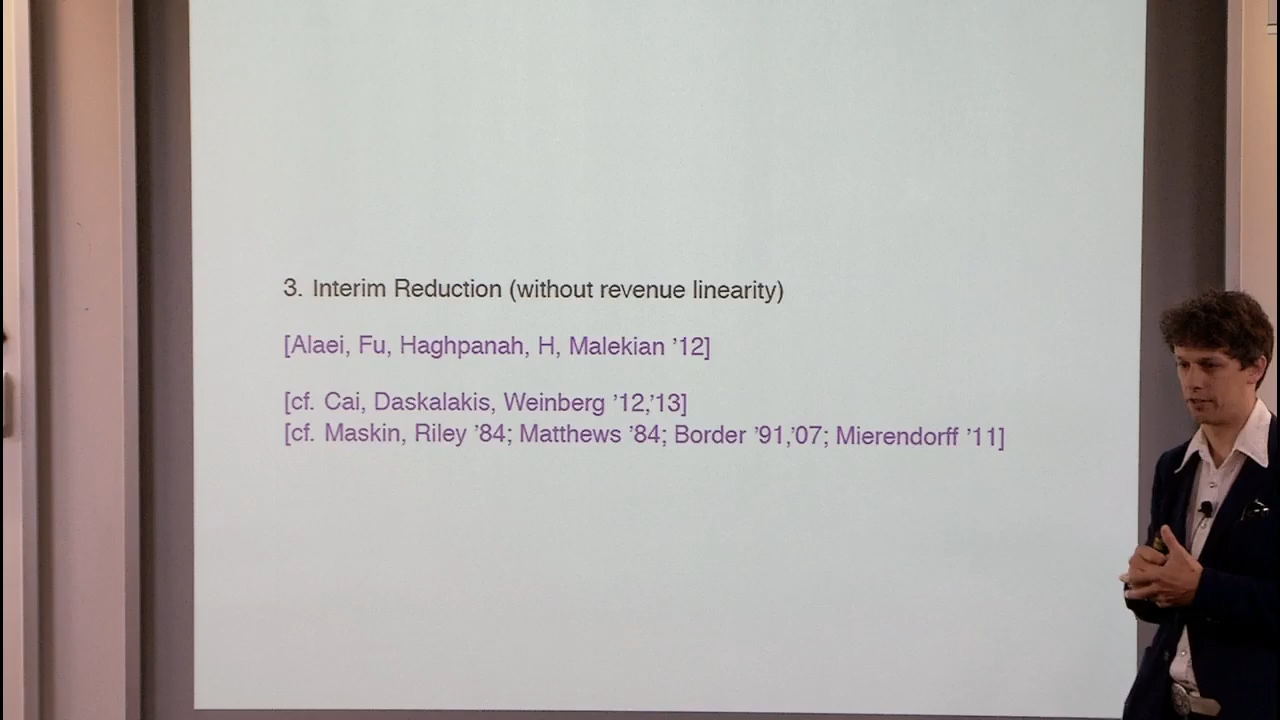 3. Interim Reduction (without revenue linearity)
[Alaei, Fu, Haghpanah, H, Malekian ’12]
[cf. Cai, Daskalakis, Weinberg ’12,’13]
[cf. Maskin, Riley ’84; Matthews ’84; Border ’91,’07; Mierendorff ’11]